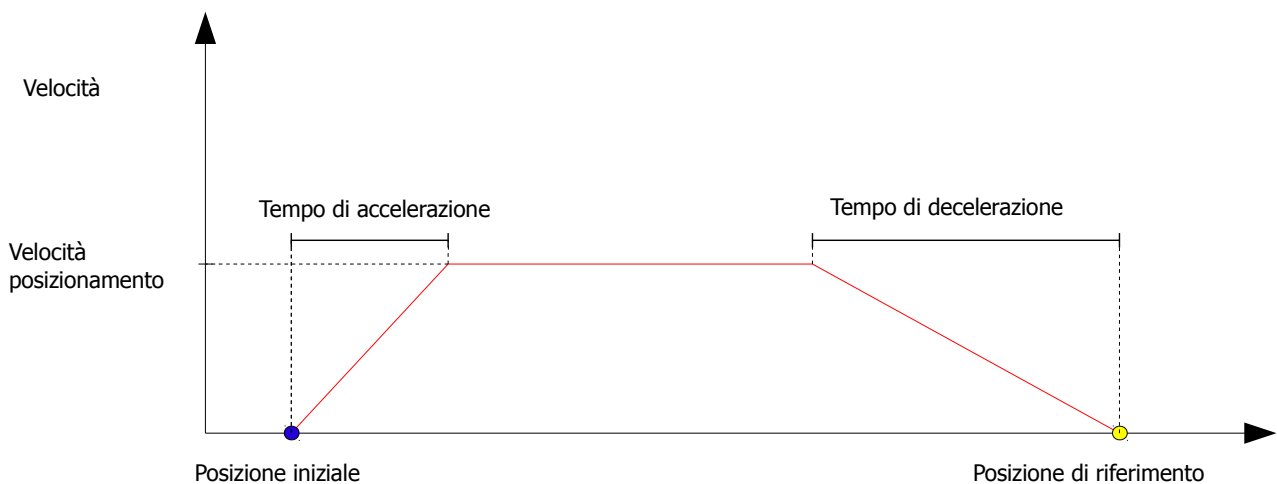 Velocità
Tempo di accelerazione
Tempo di decelerazione
Velocità
posizionamento
Posizione iniziale
Posizione di riferimento